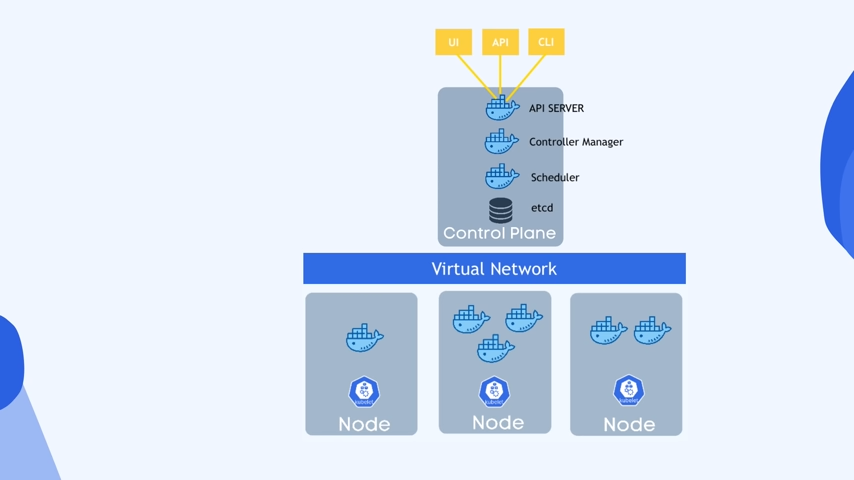 UI API CLI
API SERVER
Controller Manager
Scheduler
etcd
Control Plane
Virtual Network
kubelet kubelet kubelet
Node Node Node